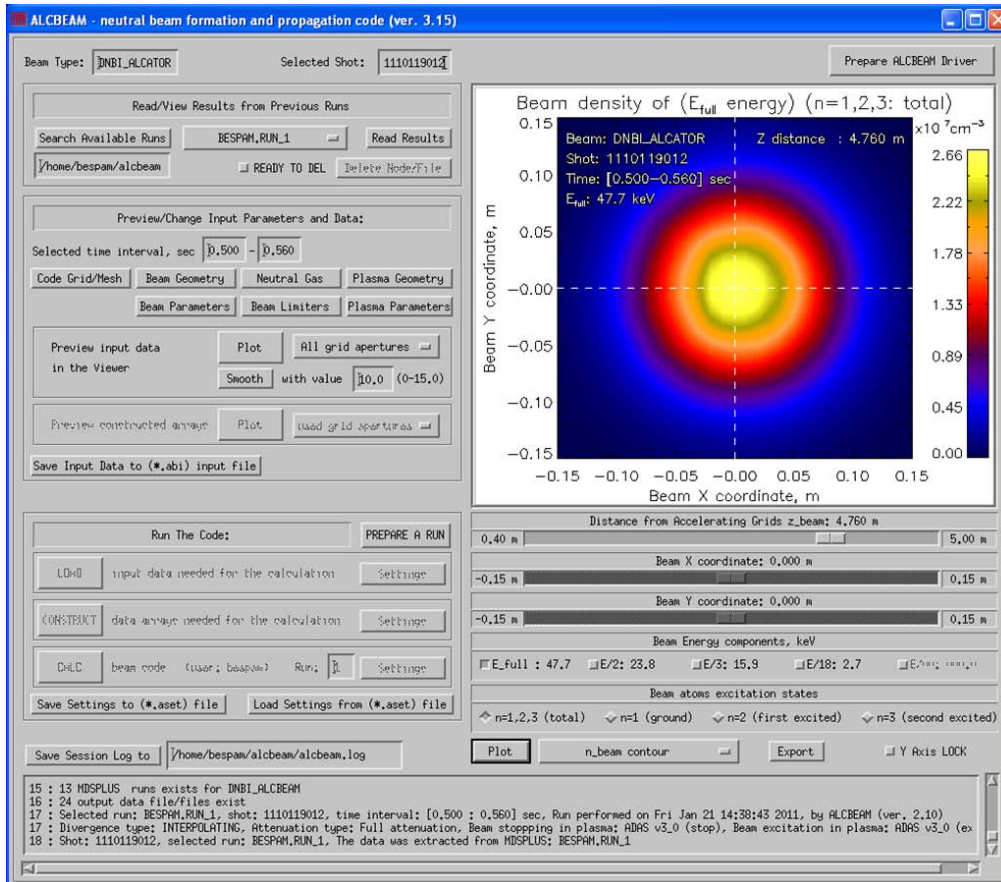 ALCBEAM - neutral beam formation and propagation code (ver. 3.15)
Beam Type: DNBI_ALCATOR Selected Shot: 1110119012
Prepare ALCBEAM Driver
Read/View Results from Previous Runs
Search Available Runs BESPAM.RUN_1 Read Results
/home/bespam/alcbeam READY TO DEL Delete Node/File
Preview/Change Input Parameters and Data:
Selected time interval, sec 0.500 - 0.560
Code Grid/Mesh Beam Geometry Neutral Gas Plasma Geometry
Beam Parameters Beam Limiters Plasma Parameters
Preview input data
in the Viewer
Plot All grid apertures
Smooth with value 10.0 (0-15.0)
Preview constructed arrays Plot used grid apertures
Save Input Data to (*.abi) input file
Run The Code: PREPARE A RUN
LOAD input data needed for the calculation Settings
CONSTRUCT data arrays needed for the calculation Settings
CALC beam code (user: bespam) Run: 1 Settings
Save Settings to (*.aset) file Load Settings from (*.aset) file
Save Session Log to /home/bespam/alcbeam/alcbeam.log
Beam density of (E_full energy) (n=1,2,3: total)
x10 ⁷cm⁻³
Beam: DNBI_ALCATOR Z distance : 4.760 m
Shot: 1110119012
Time: [0.500-0.560] sec
E_full: 47.7 keV
Beam Y coordinate, m
0.15
0.10
0.05
-0.00
-0.05
-0.10
-0.15
-0.15 -0.10 -0.05 -0.00 0.05 0.10 0.15
Beam X coordinate, m
2.66
2.22
1.78
1.33
0.89
0.45
0.00
Distance from Accelerating Grids z_beam: 4.760 m
0.40 m 5.00 m
Beam X coordinate: 0.000 m
-0.15 m 0.15 m
Beam Y coordinate: 0.000 m
-0.15 m 0.15 m
Beam Energy components, keV
E_full : 47.7 E/2: 23.8 E/3: 15.9 E/18: 2.7
Beam atoms excitation states
n=1,2,3 (total) n=1 (ground) n=2 (first excited) n=3 (second excited)
Plot n_beam contour Export Y Axis LOCK
15 : 13 MDSPLUS runs exists for DNBI_ALCBEAM
16 : 24 output data file/files exist
17 : Selected run: BESPAM.RUN_1, shot: 1110119012, time interval: [0.500 : 0.560] sec, Run performed on Fri Jan 21 14:38:43 2011, by ALCBEAM (ver. 2.10)
17 : Divergence type: INTERPOLATING, Attenuation type: Full attenuation, Beam stoppping in plasma: ADAS v3_0 (stop), Beam excitation in plasma: ADAS v3_0 (ex
18 : Shot: 1110119012, selected run: BESPAM.RUN_1, The data was extracted from MDSPLUS: BESPAM.RUN_1